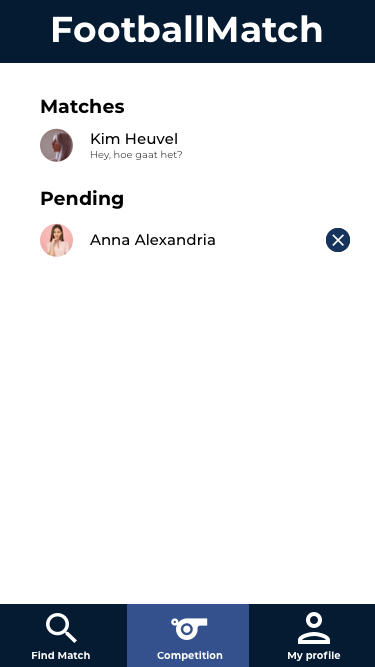 FootballMatch
Matches
Kim Heuvel
Hey, hoe gaat het?
Pending
Anna Alexandria
Find Match
Competition
My profile